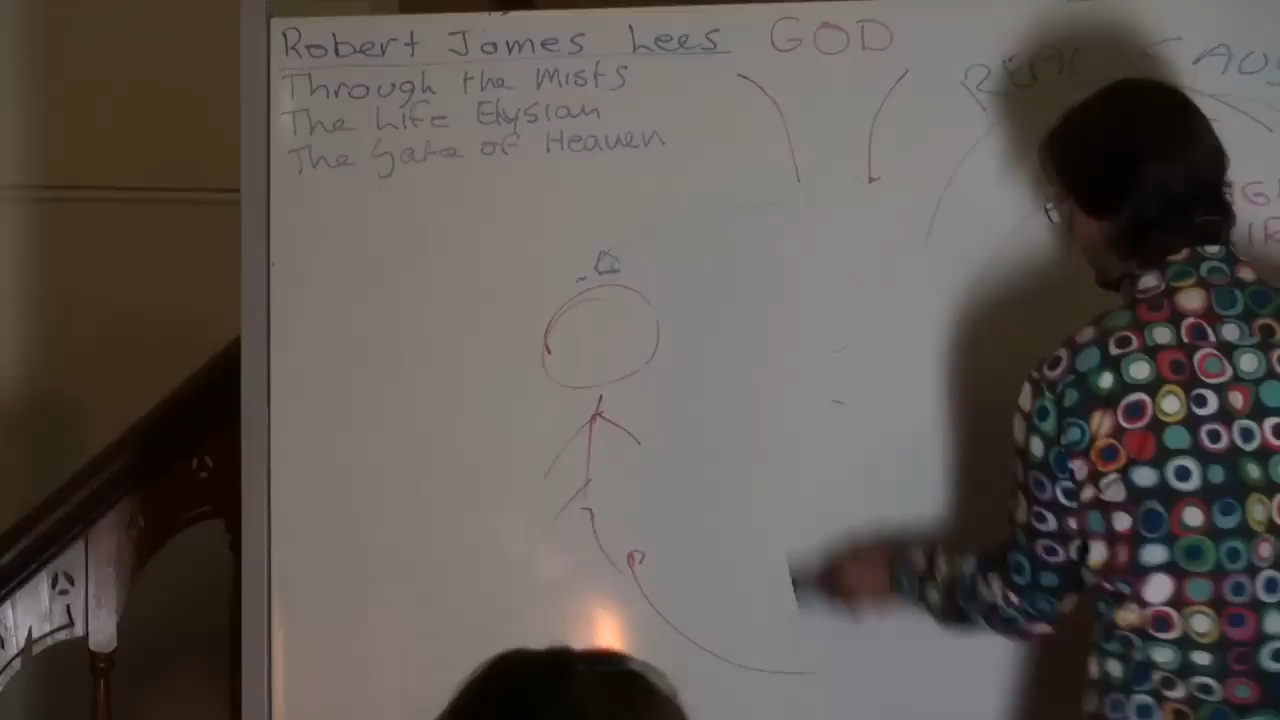 Robert James Lees GOD
Through the Mists
The Life Elysian
The Gate of Heaven